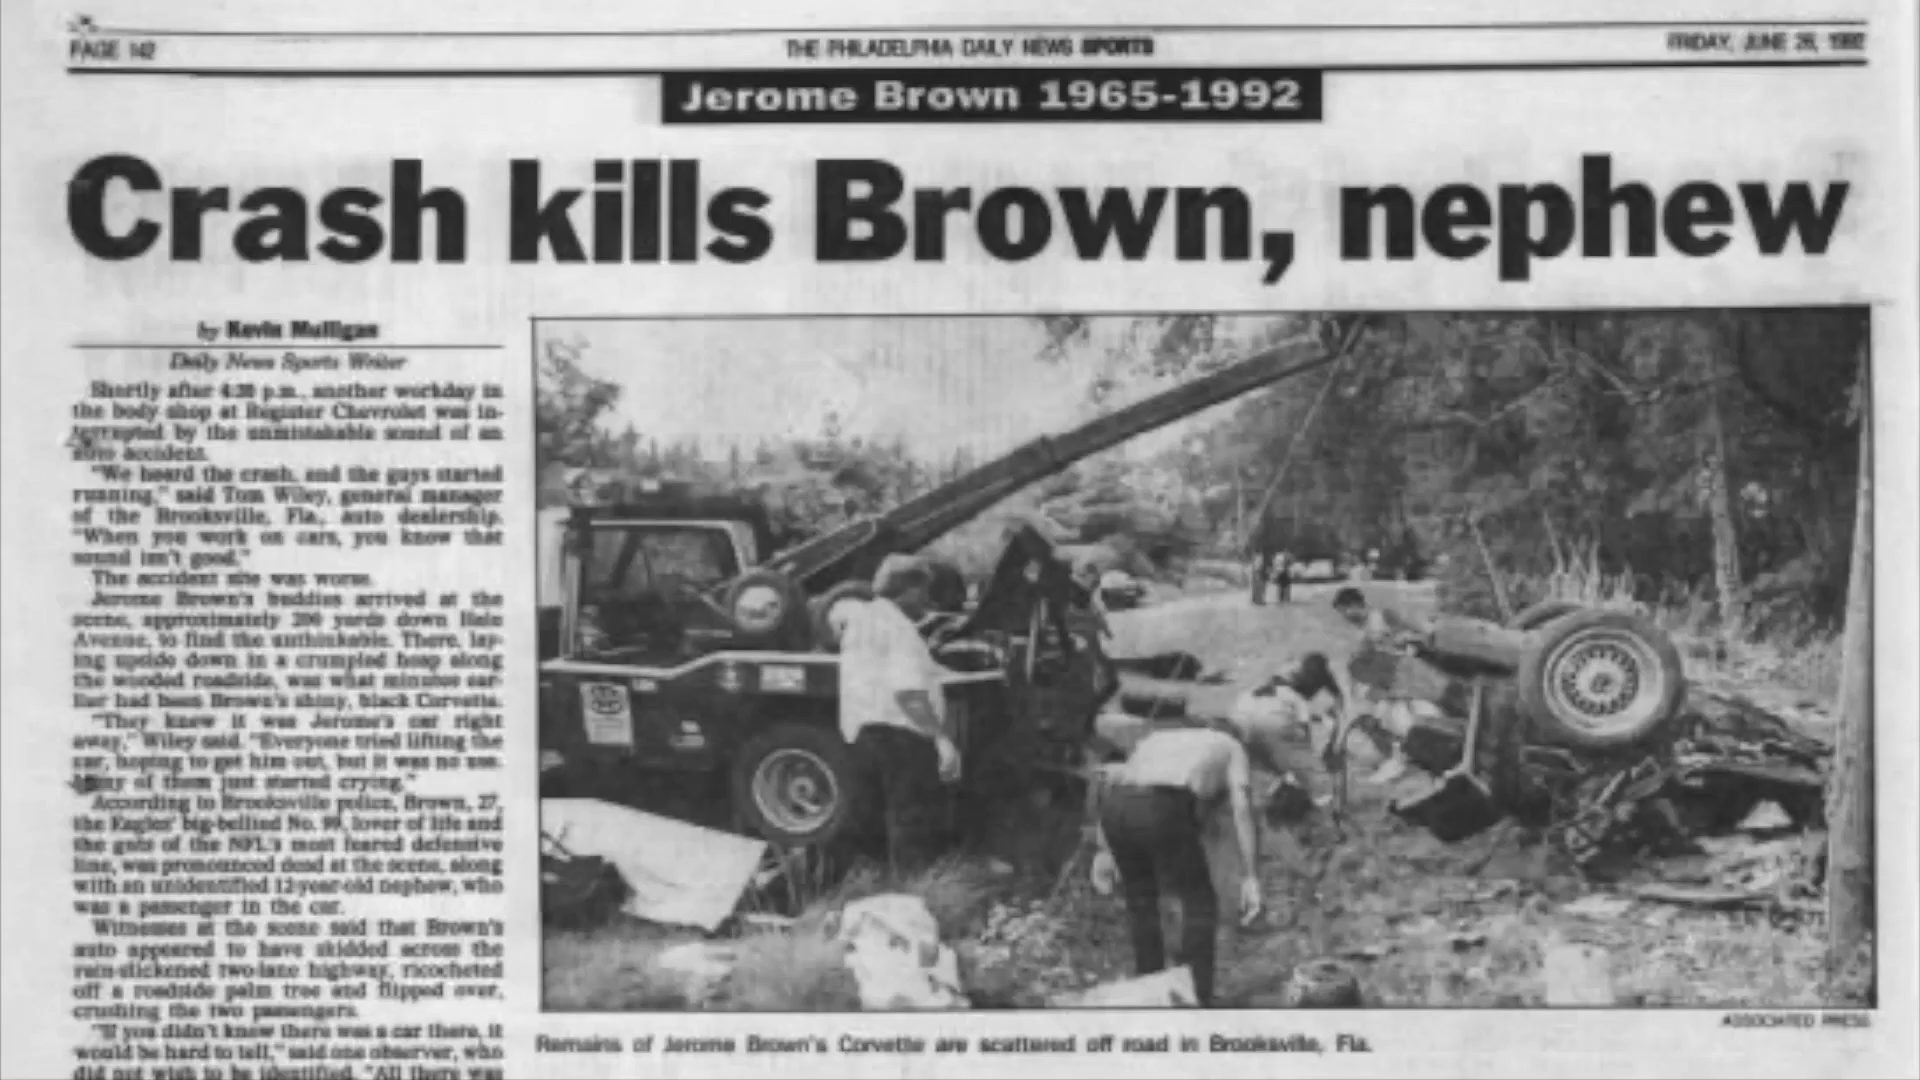 PAGE 142
THE PHILADELPHIA DAILY NEWS SPORTS
FRIDAY, JUNE 26, 1992
Jerome Brown 1965-1992
Crash kills Brown, nephew
by Kevin Mulligan
Daily News Sports Writer
Shortly after 4:30 p.m., another workday in
the body shop at Register Chevrolet was in-
terrupted by the unmistakable sound of an
auto accident.
"We heard the crash, and the guys started
running," said Tom Wiley, general manager
of the Brooksville, Fla., auto dealership.
"When you work on cars, you know that
sound isn't good."
The accident site was worse.
Jerome Brown's buddies arrived at the
scene, approximately 200 yards down Hale
Avenue, to find the unthinkable. There, lay-
ing upside down in a crumpled heap along
the wooded roadside, was what minutes ear-
lier had been Brown's shiny, black Corvette.
"They knew it was Jerome's car right
away," Wiley said. "Everyone tried lifting the
car, hoping to get him out, but it was no use.
Many of them just started crying."
According to Brooksville police, Brown, 27,
the Eagles' big-bellied No. 99, lover of life and
the guts of the NFL's most feared defensive
line, was pronounced dead at the scene, along
with an unidentified 12-year-old nephew, who
was a passenger in the car.
Witnesses at the scene said that Brown's
auto appeared to have skidded across the
rain-slickened two-lane highway, ricocheted
off a roadside palm tree and flipped over,
crushing the two passengers.
"If you didn't know there was a car there, it
would be hard to tell," said one observer, who
did not wish to be identified. "All there was
ASSOCIATED PRESS
Remains of Jerome Brown's Corvette are scattered off road in Brooksville, Fla.